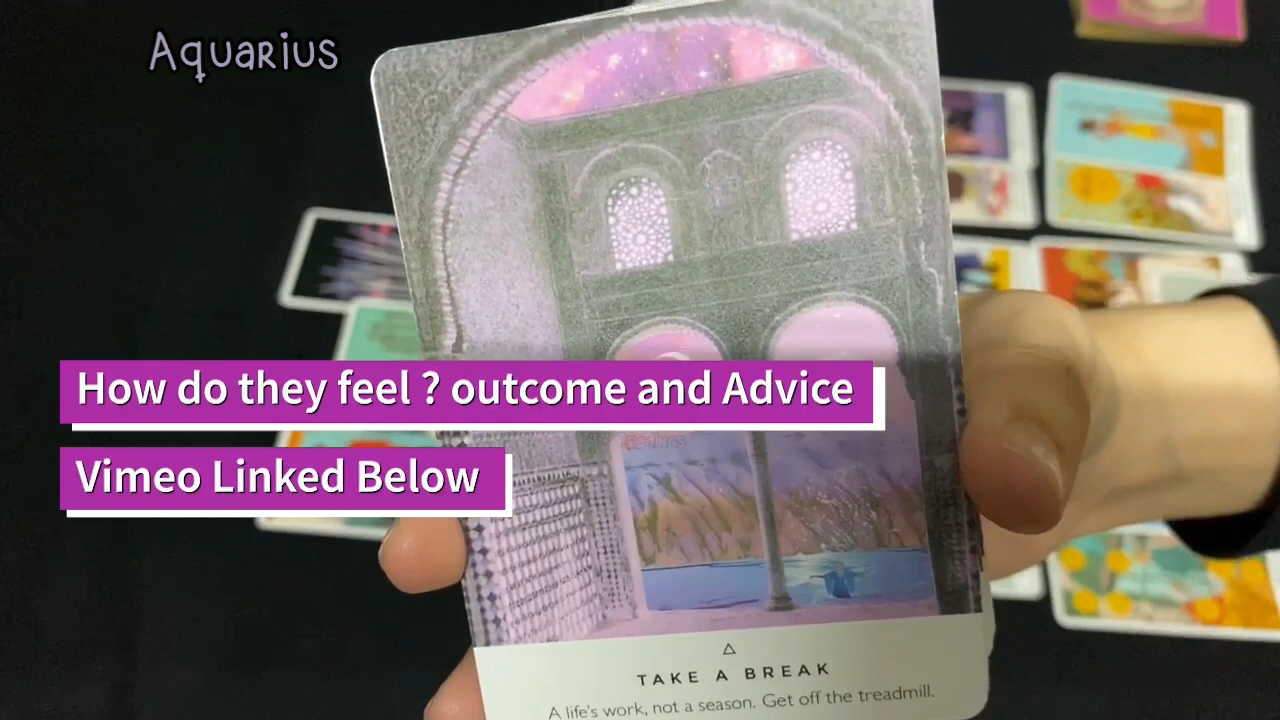 Aquarius
How do they feel ? outcome and Advice
Vimeo Linked Below
READINGS
TAKE A BREAK
A life's work, not a season. Get off the treadmill.